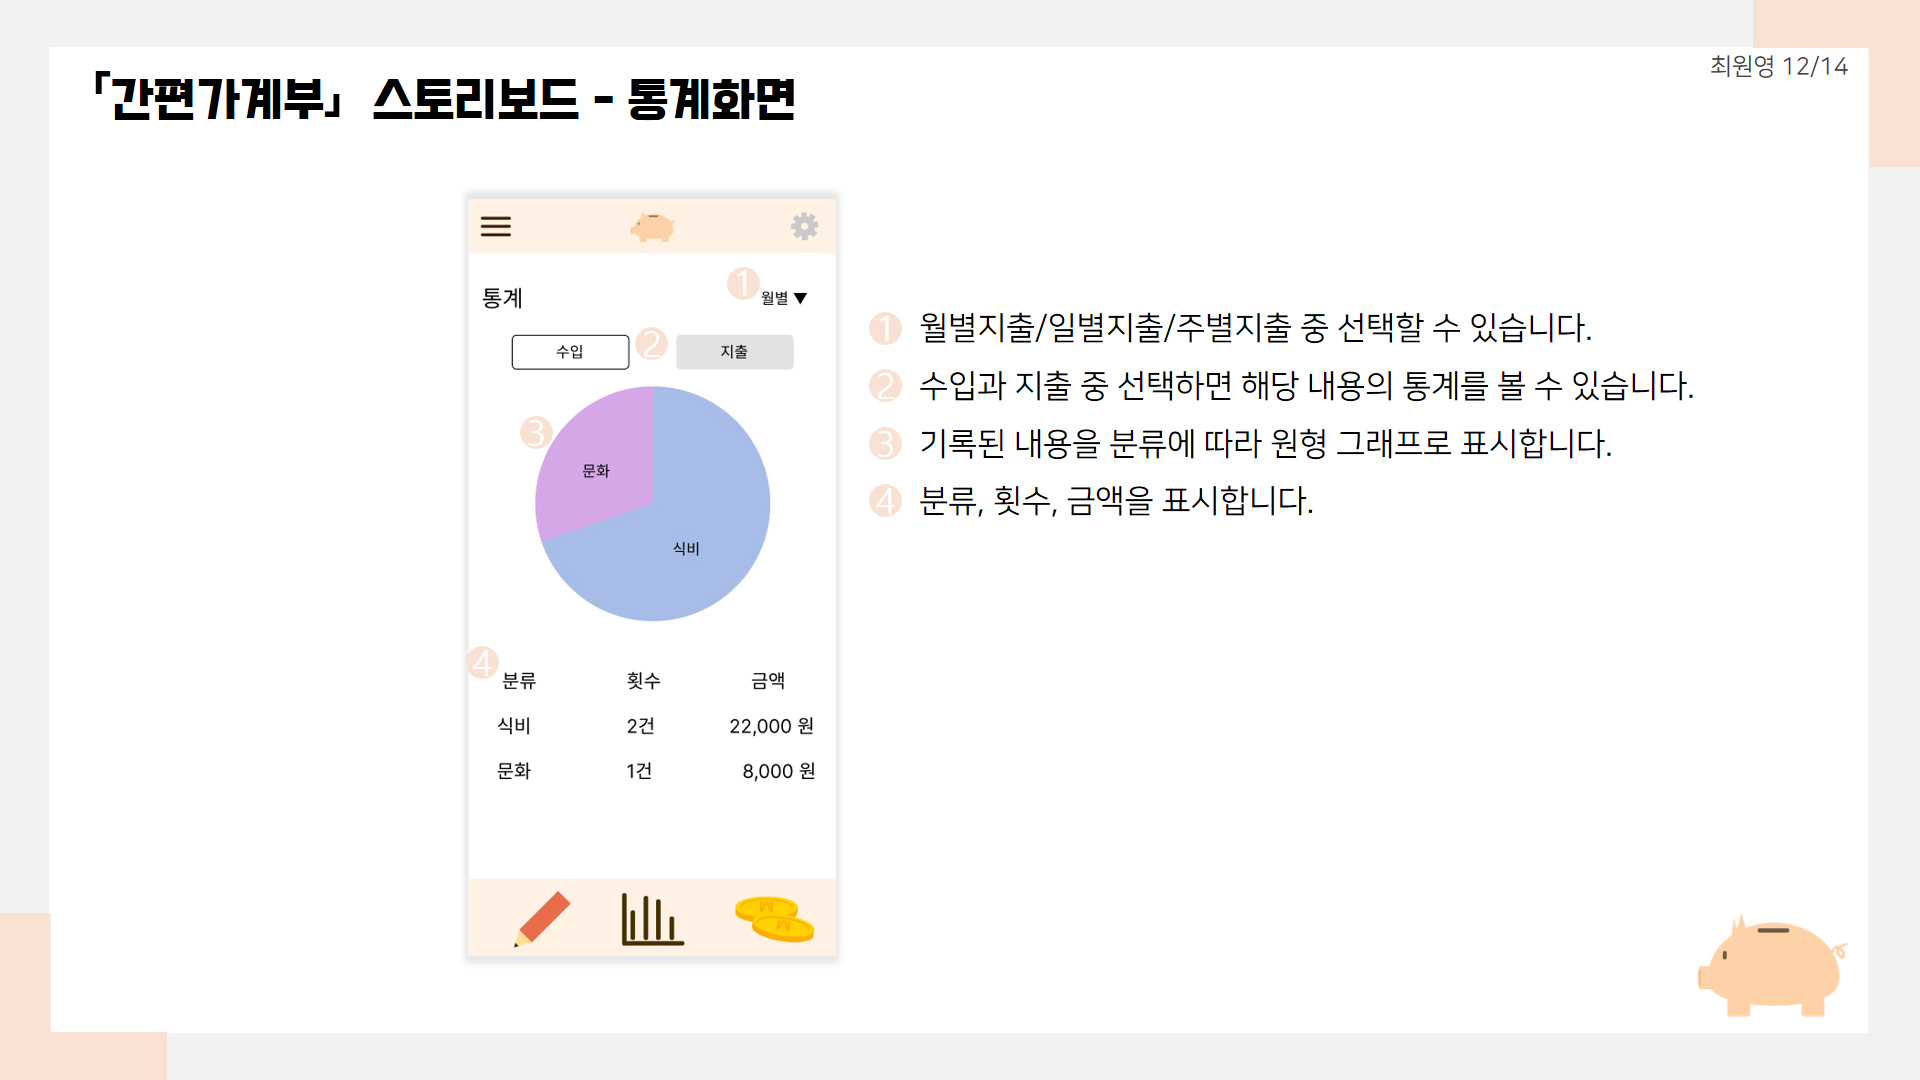 최원영 12/14
「간편가계부」 스토리보드 - 통계화면
통계
1 월별 ▼
수입 2 지출
3
문화
식비
4
분류 횟수 금액
식비 2건 22,000 원
문화 1건 8,000 원
1 월별지출/일별지출/주별지출 중 선택할 수 있습니다.
2 수입과 지출 중 선택하면 해당 내용의 통계를 볼 수 있습니다.
3 기록된 내용을 분류에 따라 원형 그래프로 표시합니다.
4 분류, 횟수, 금액을 표시합니다.
M
M